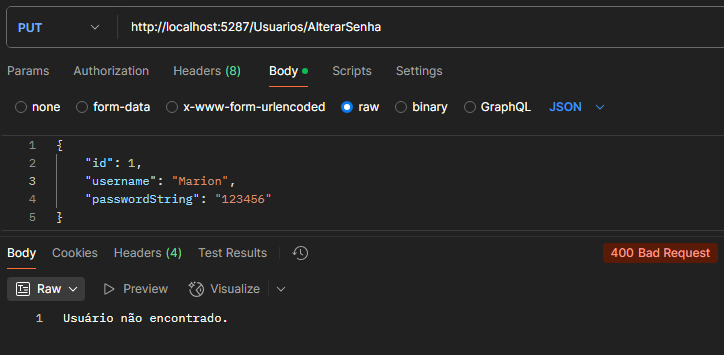 PUT http://localhost:5287/Usuarios/AlterarSenha
Params Authorization Headers (8) Body Scripts Settings
none form-data x-www-form-urlencoded raw binary GraphQL JSON
1 {
2 "id": 1,
3 "username": "Marion",
4 "passwordString": "123456"
5 }
Body Cookies Headers (4) Test Results 400 Bad Request
Raw Preview Visualize
1 Usuário não encontrado.